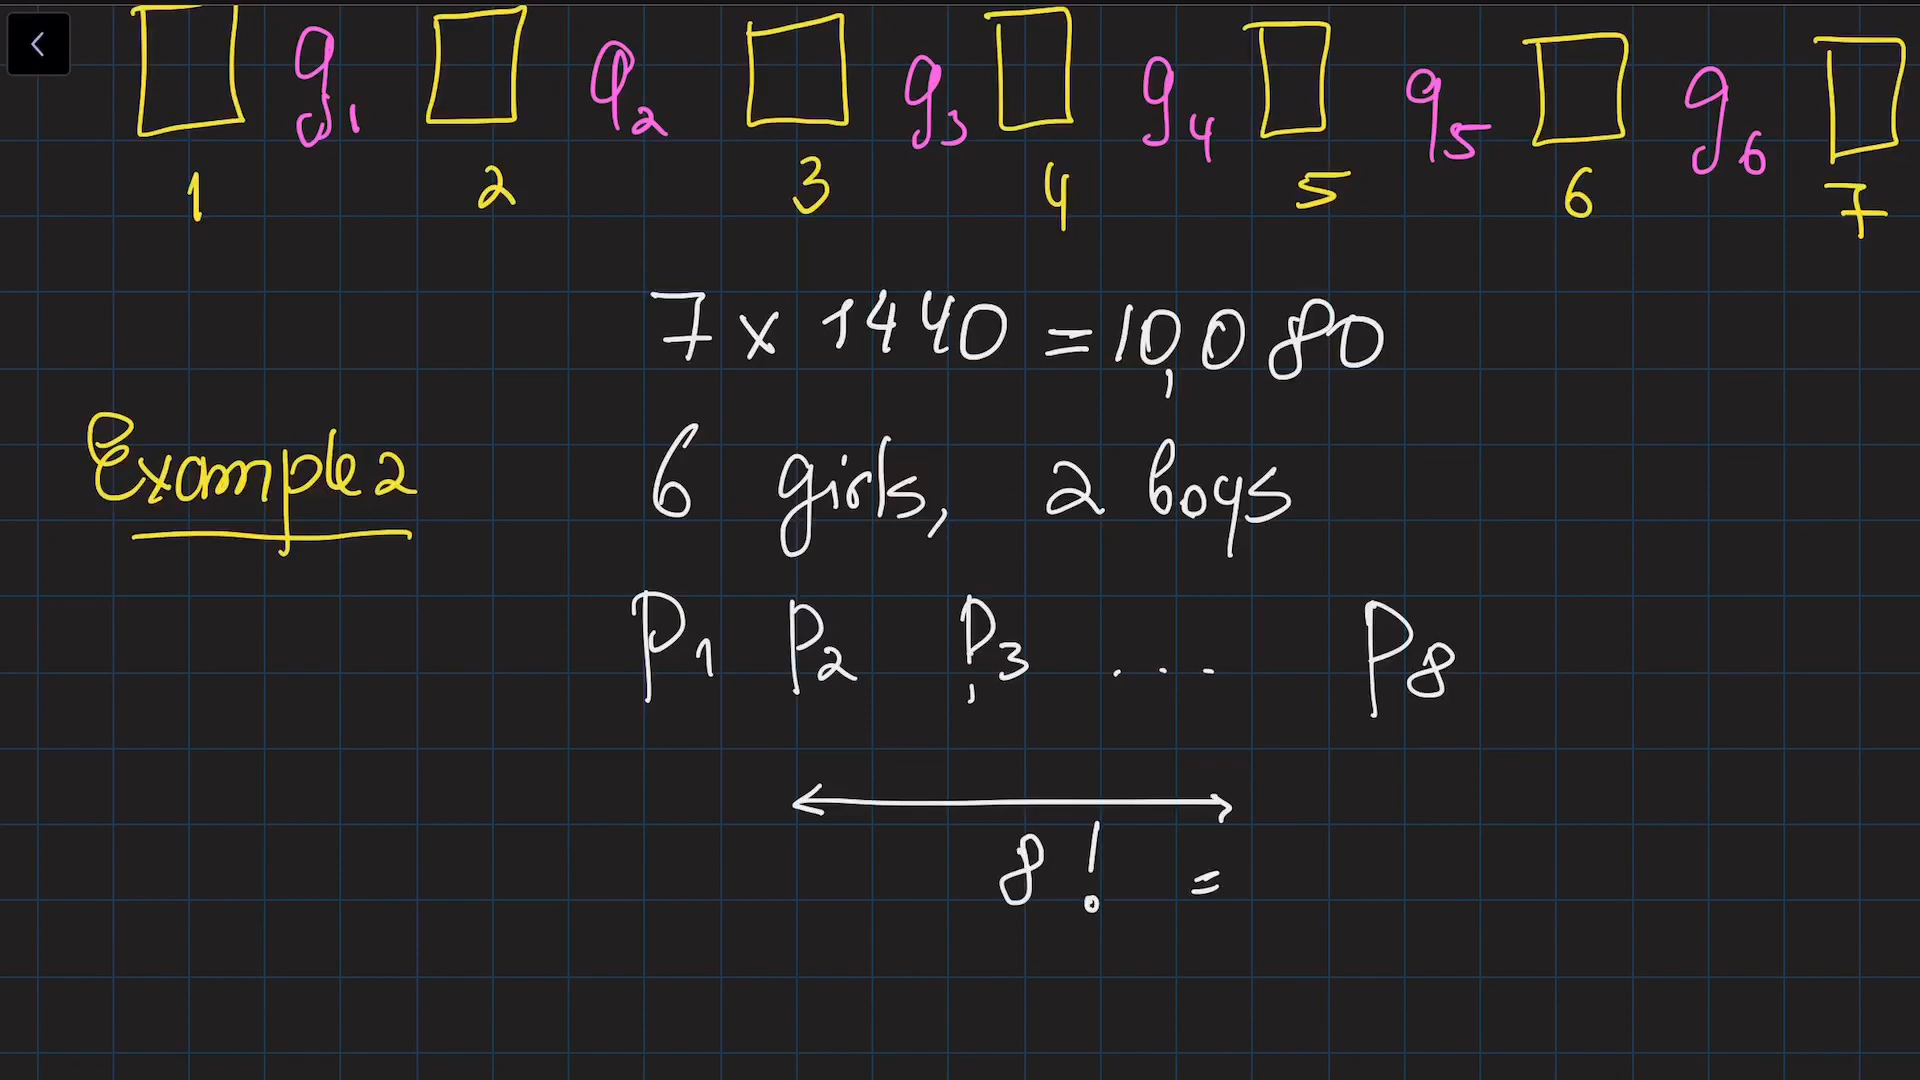 g1 g2 g3 g4 g5 g6
1 2 3 4 5 6 7
7 x 1440 = 10,080
Example 2 6 girls, 2 boys
P1 P2 P3 ... P8
8! =